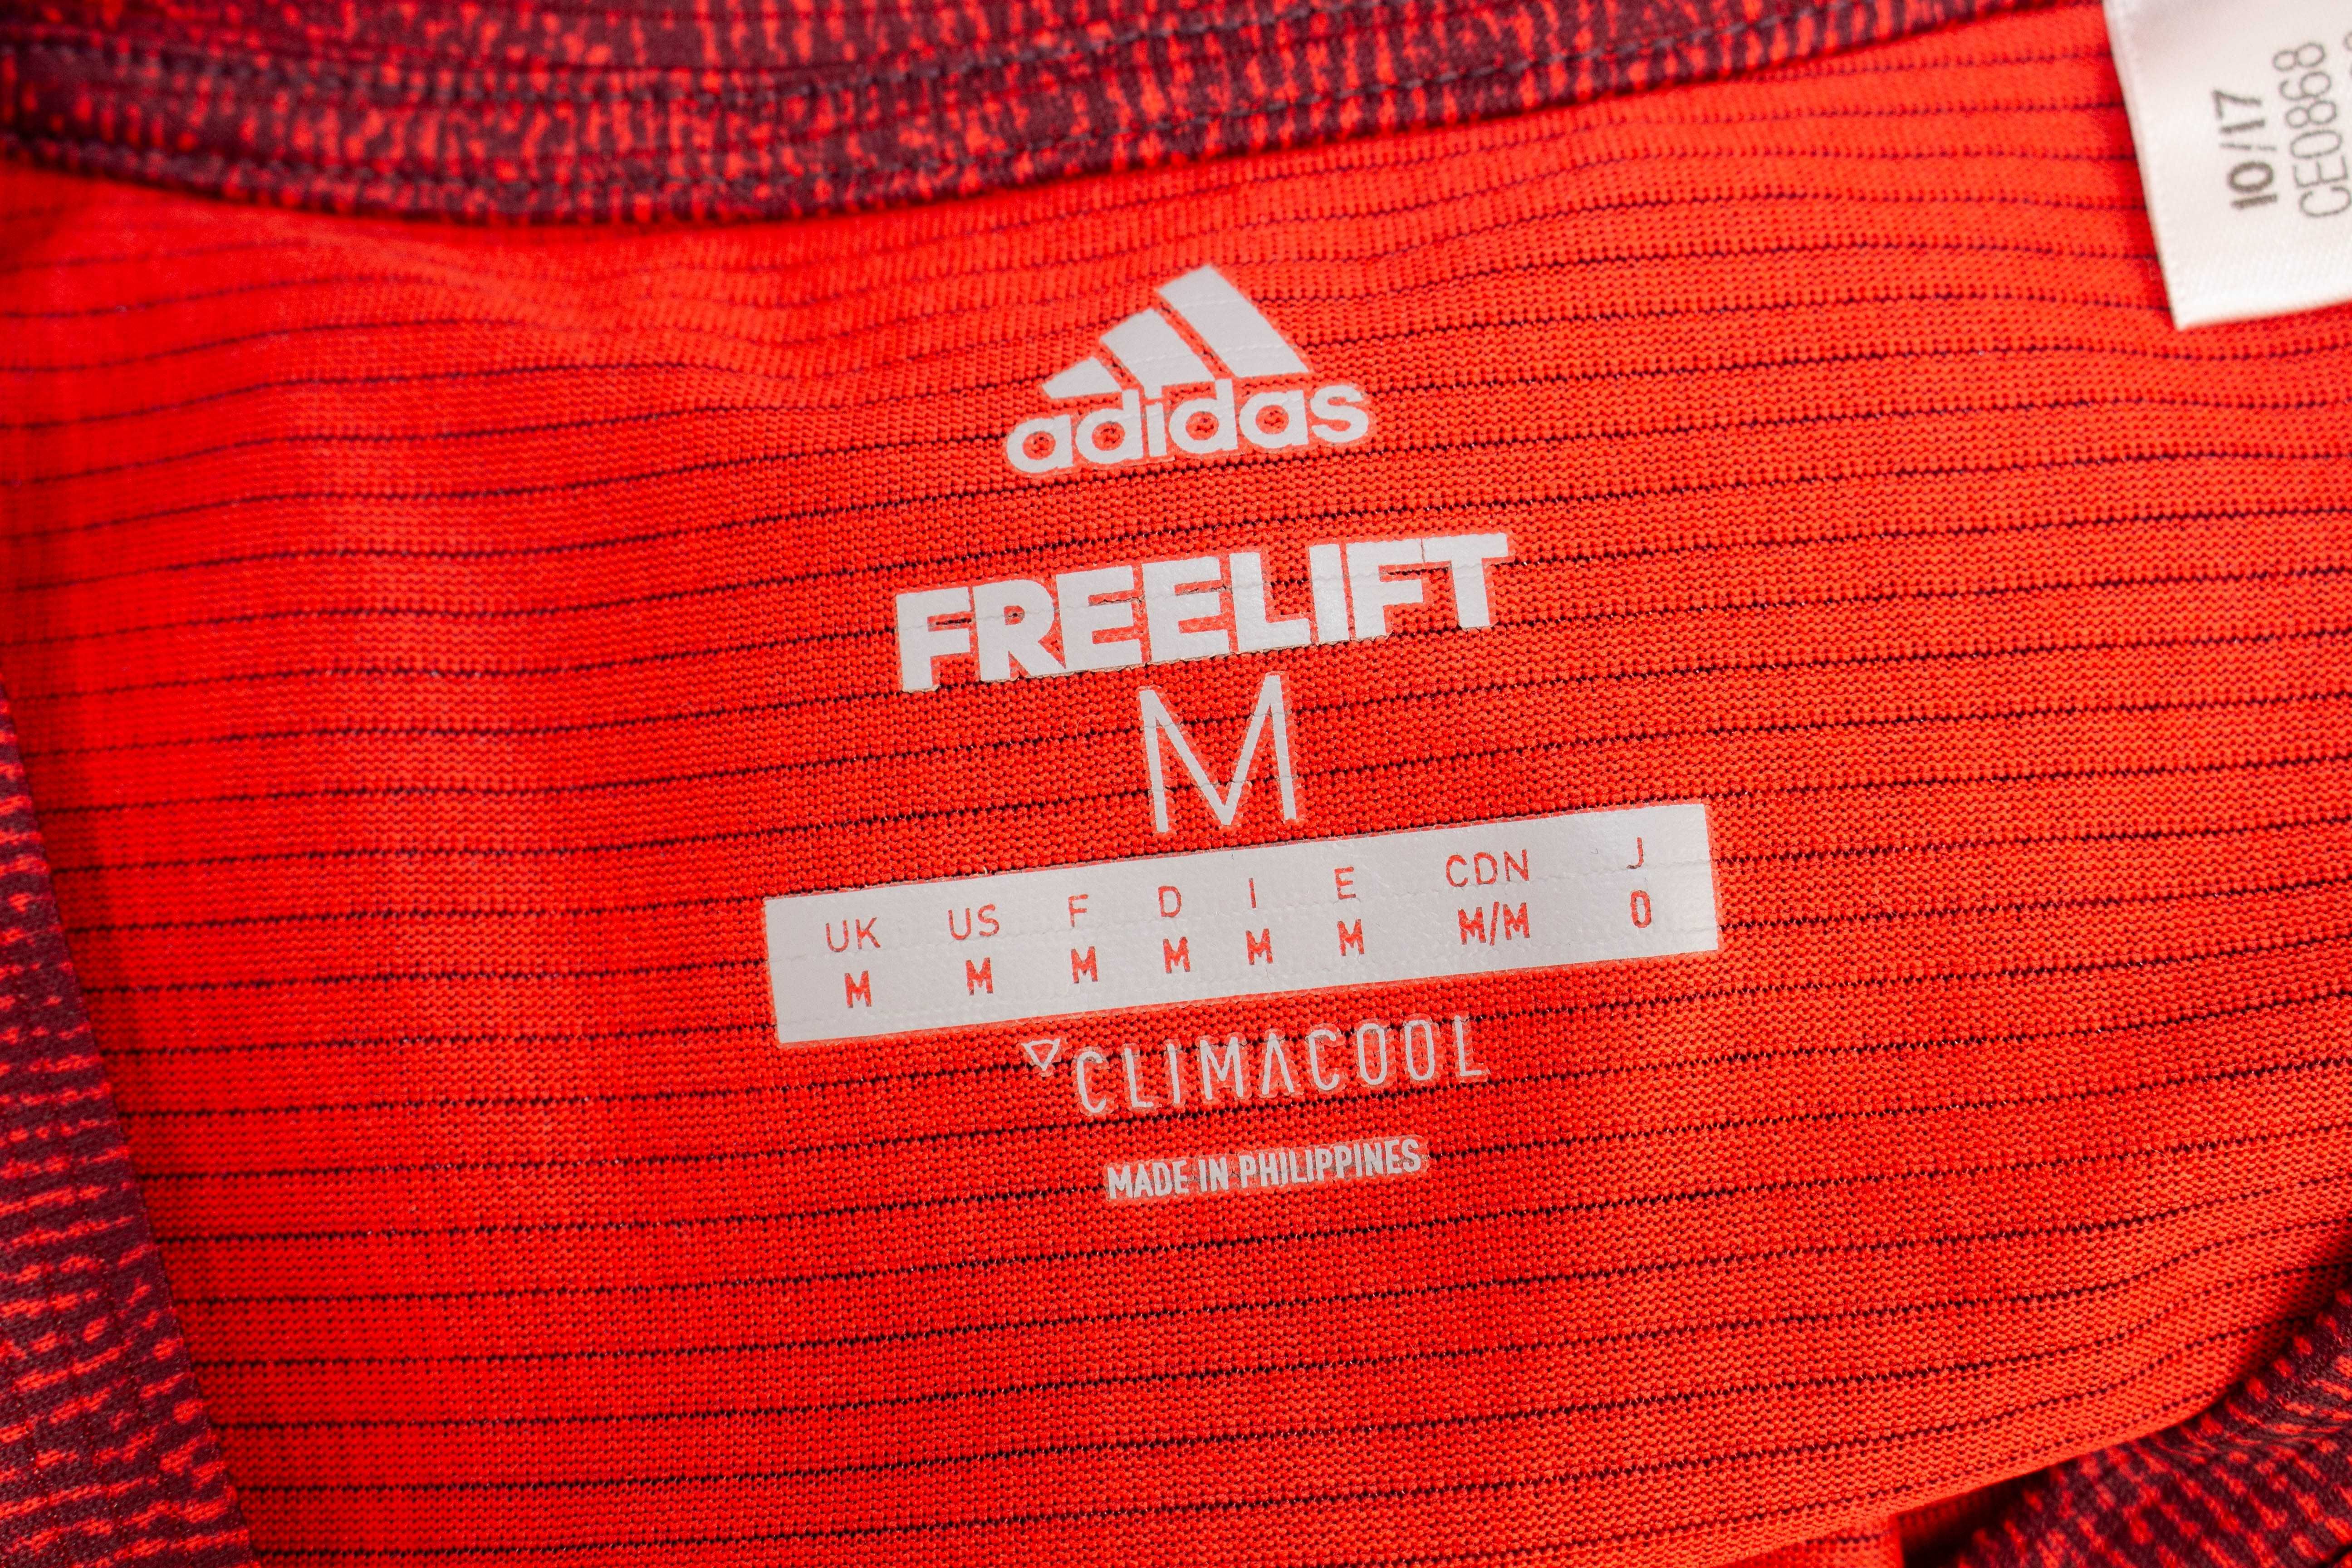 adidas
FREELIFT
M
UK US F D I E CDN J
M M M M M M M/M O
CLIMACOOL
MADE IN PHILIPPINES
10/17
CE0868